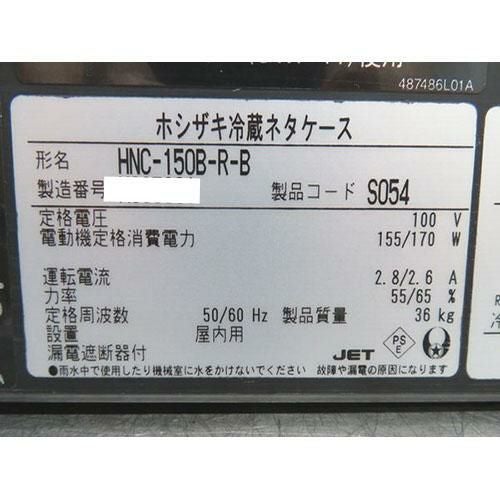 487486L01A
ホシザキ冷蔵ネタケース
形名 HNC-150B-R-B
製造番号 製品コード S054
定格電圧 100 V
電動機定格消費電力 155/170 W
運転電流 2.8/2.6 A
力率 55/65 %
定格周波数 50/60 Hz 製品質量 36 kg
設置 屋内用
漏電遮断器付 JET PS E
●雨水中で使用したり機械室に水をかけないでください 故障や漏電の原因になります